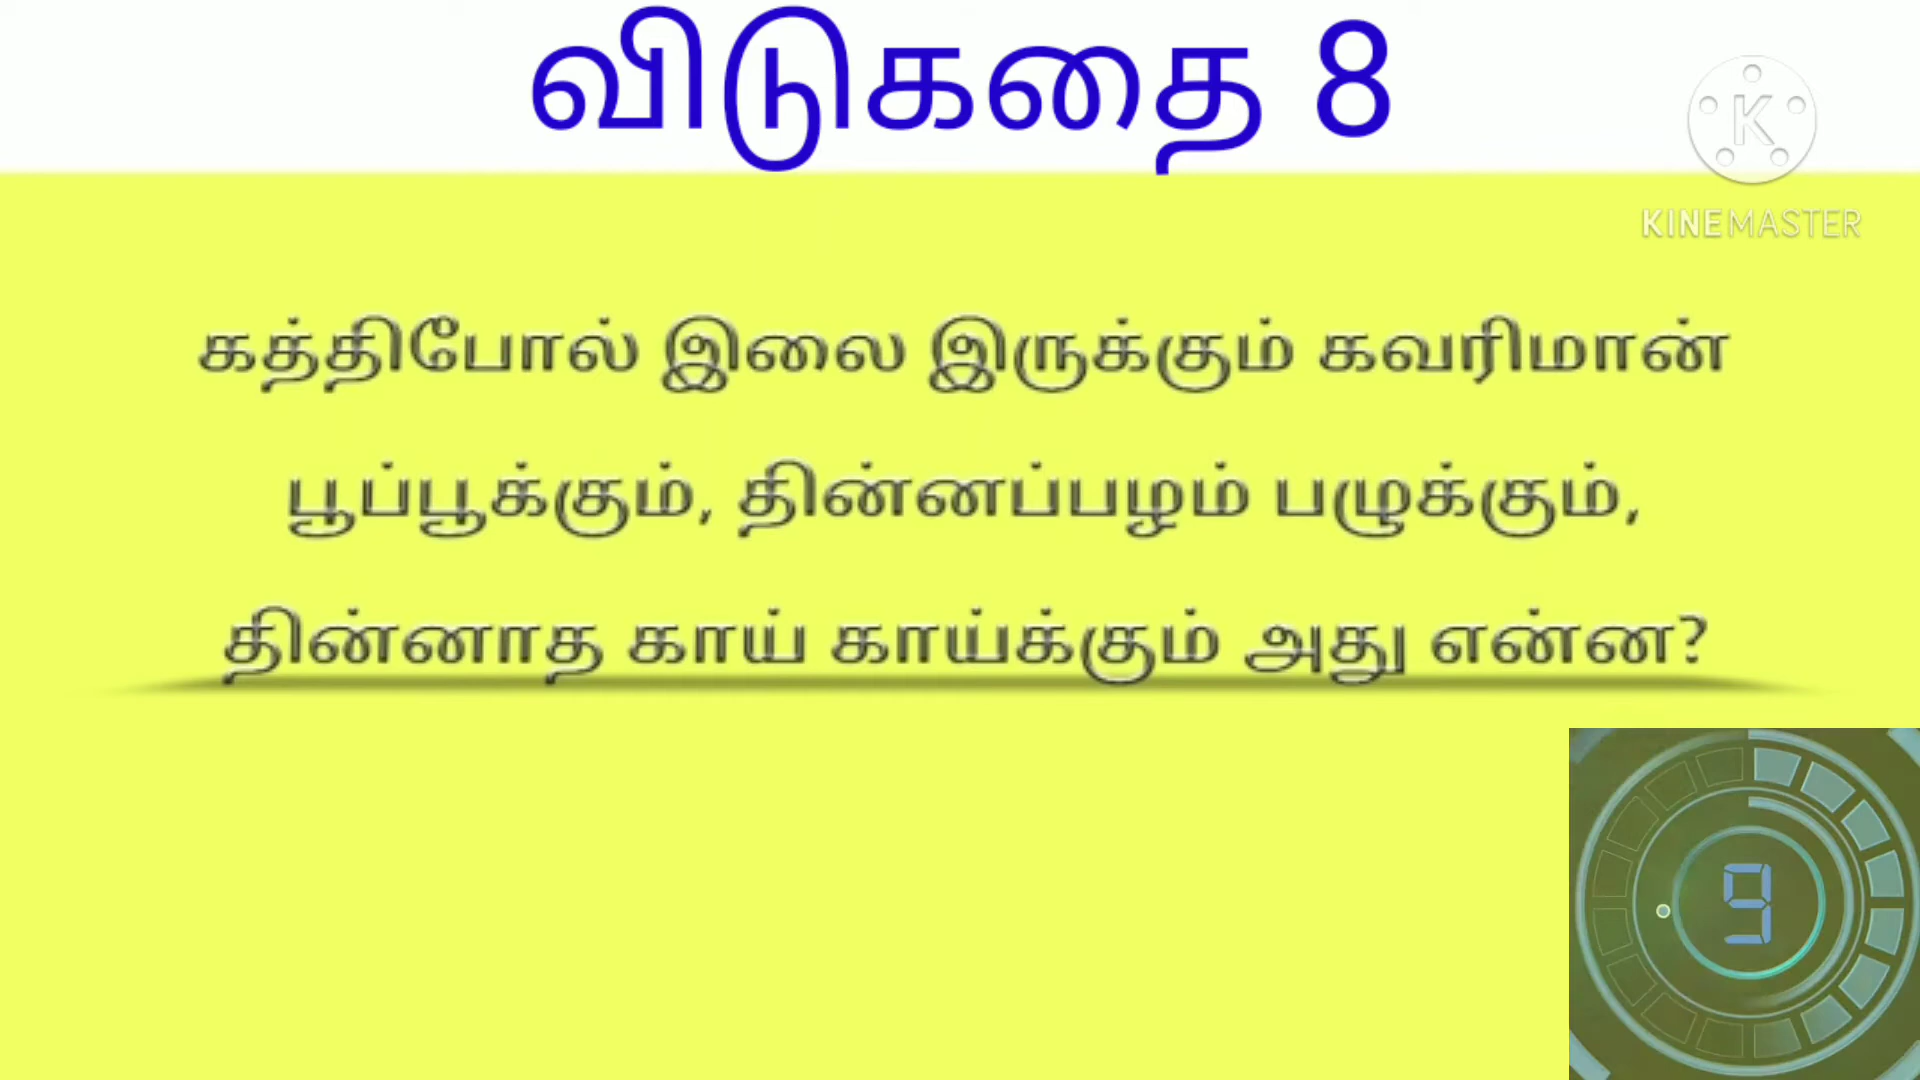 விடுகதை 8
K
KINEMASTER
கத்திபோல் இலை இருக்கும் கவரிமான்
பூப்பூக்கும், தின்னப்பழம் பழுக்கும்,
தின்னாத காய் காய்க்கும் அது என்ன?
9